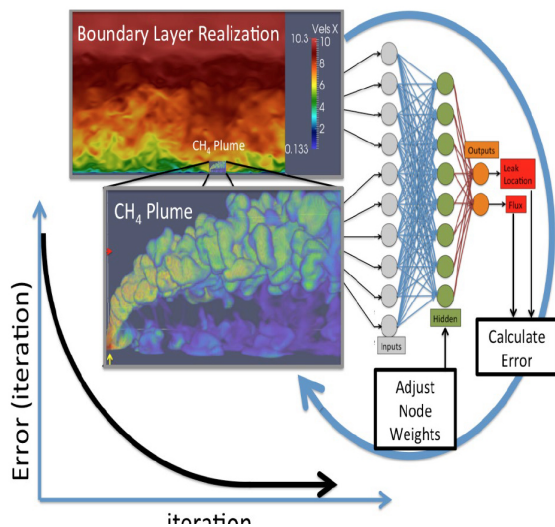 Boundary Layer Realization
Vels X
10.3
10
8
6
4
2
0.133
CH₄ Plume
CH₄ Plume
Outputs
Leak
Location
Flux
Hidden
Inputs
Calculate
Error
Adjust
Node
Weights
Error (iteration)
iteration